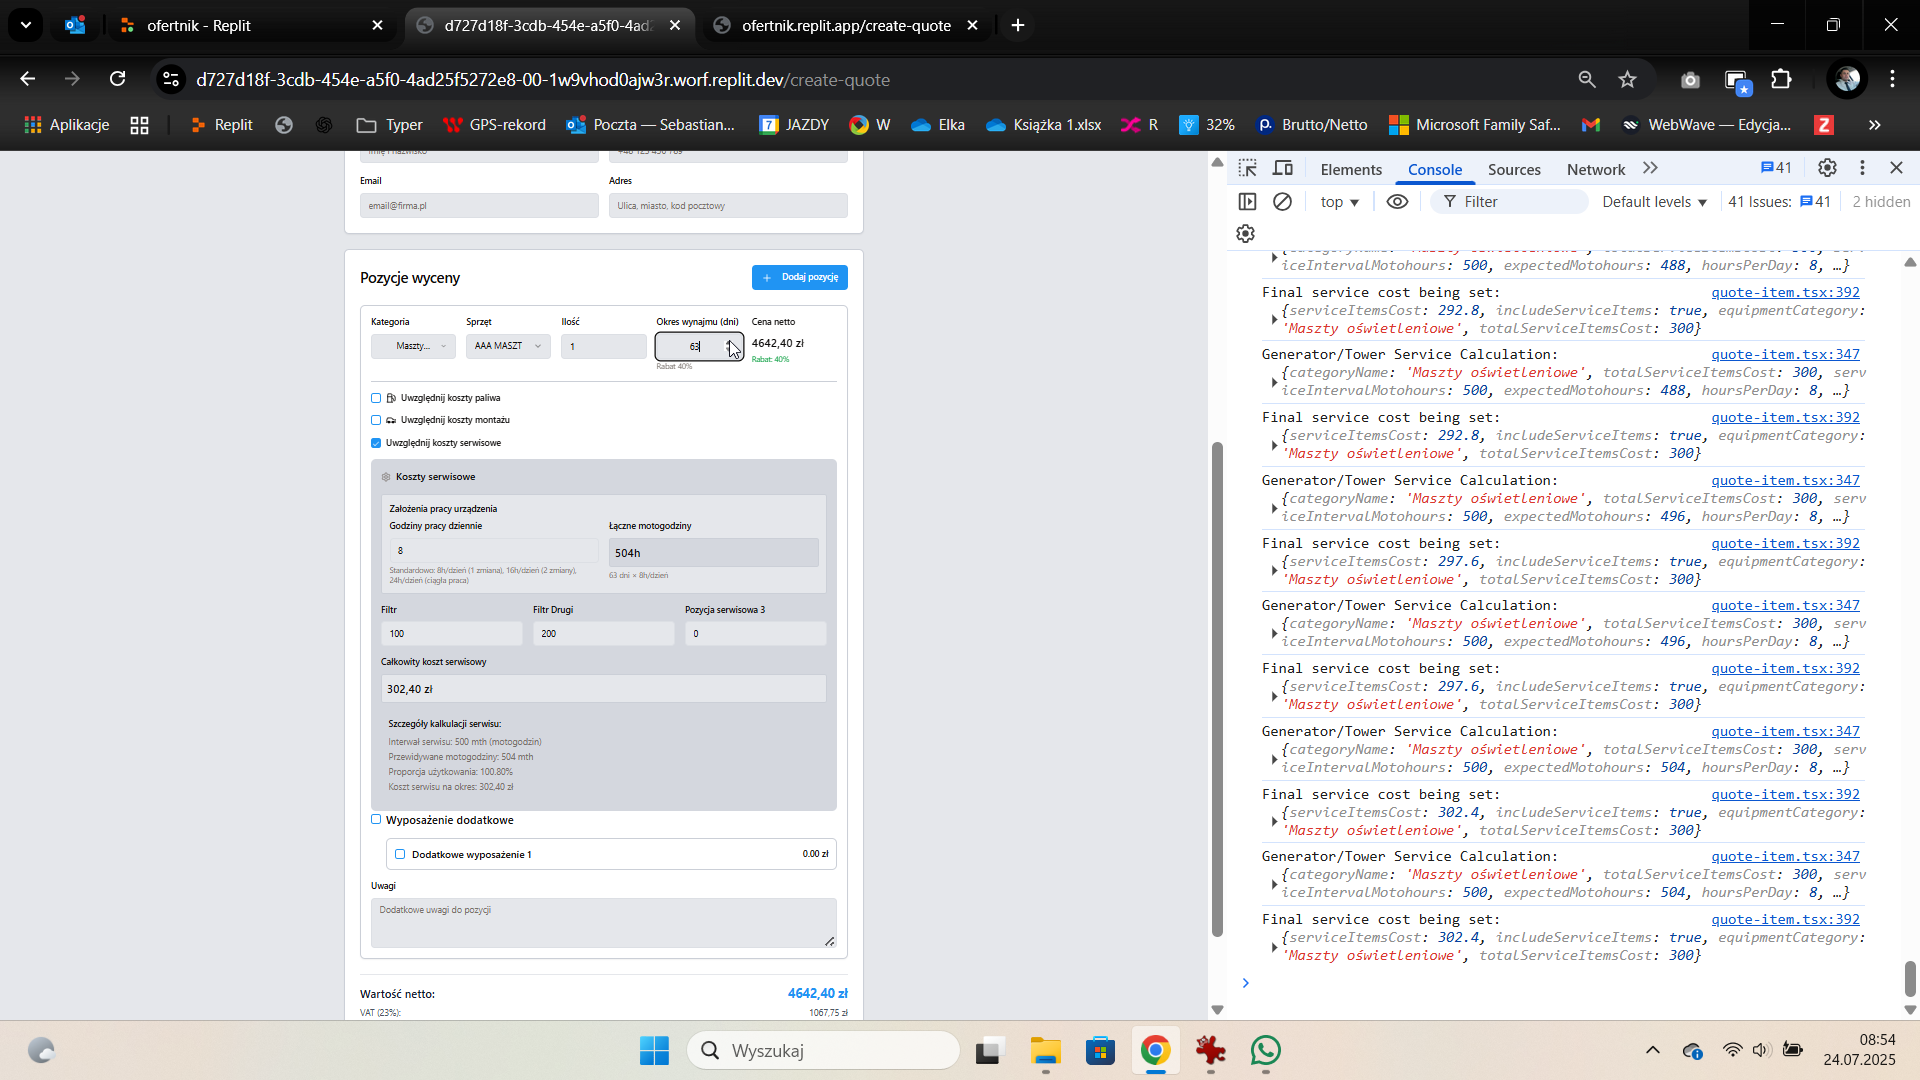 ofertnik - Replit
d727d18f-3cdb-454e-a5f0-4ad2
ofertnik.replit.app/create-quote
d727d18f-3cdb-454e-a5f0-4ad25f5272e8-00-1w9vhod0ajw3r.worf.replit.dev/create-quote
Aplikacje
Replit
Typer
GPS-rekord
Poczta — Sebastian...
JAZDY
W
Elka
Książka 1.xlsx
R
32%
Brutto/Netto
Microsoft Family Saf...
WebWave — Edycja...
Imię i nazwisko
+48 123 456 789
Email
Adres
email@firma.pl
Ulica, miasto, kod pocztowy
Pozycje wyceny
+ Dodaj pozycję
Kategoria
Sprzęt
Ilość
Okres wynajmu (dni)
Cena netto
Maszty...
AAA MASZT
1
63
4642,40 zł
Rabat 40%
Rabat: 40%
Uwzględnij koszty paliwa
Uwzględnij koszty montażu
Uwzględnij koszty serwisowe
Koszty serwisowe
Założenia pracy urządzenia
Godziny pracy dziennie
Łączne motogodziny
8
504h
Standardowo: 8h/dzień (1 zmiana), 16h/dzień (2 zmiany),
24h/dzień (ciągła praca)
63 dni × 8h/dzień
Filtr
Filtr Drugi
Pozycja serwisowa 3
100
200
0
Całkowity koszt serwisowy
302,40 zł
Szczegóły kalkulacji serwisu:
Interwał serwisu: 500 mth (motogodzin)
Przewidywane motogodziny: 504 mth
Proporcja użytkowania: 100.80%
Koszt serwisu na okres: 302,40 zł
Wyposażenie dodatkowe
Dodatkowe wyposażenie 1
0.00 zł
Uwagi
Dodatkowe uwagi do pozycji
Wartość netto:
4642,40 zł
VAT (23%):
1067,75 zł
Elements
Console
Sources
Network
41
top
Filter
Default levels
41 Issues:
41
2 hidden
iceIntervalMotohours: 500, expectedMotohours: 488, hoursPerDay: 8, …}
Final service cost being set: quote-item.tsx:392
{serviceItemsCost: 292.8, includeServiceItems: true, equipmentCategory:
'Maszty oświetleniowe', totalServiceItemsCost: 300}
Generator/Tower Service Calculation: quote-item.tsx:347
{categoryName: 'Maszty oświetleniowe', totalServiceItemsCost: 300, serv
iceIntervalMotohours: 500, expectedMotohours: 488, hoursPerDay: 8, …}
Final service cost being set: quote-item.tsx:392
{serviceItemsCost: 292.8, includeServiceItems: true, equipmentCategory:
'Maszty oświetleniowe', totalServiceItemsCost: 300}
Generator/Tower Service Calculation: quote-item.tsx:347
{categoryName: 'Maszty oświetleniowe', totalServiceItemsCost: 300, serv
iceIntervalMotohours: 500, expectedMotohours: 496, hoursPerDay: 8, …}
Final service cost being set: quote-item.tsx:392
{serviceItemsCost: 297.6, includeServiceItems: true, equipmentCategory:
'Maszty oświetleniowe', totalServiceItemsCost: 300}
Generator/Tower Service Calculation: quote-item.tsx:347
{categoryName: 'Maszty oświetleniowe', totalServiceItemsCost: 300, serv
iceIntervalMotohours: 500, expectedMotohours: 496, hoursPerDay: 8, …}
Final service cost being set: quote-item.tsx:392
{serviceItemsCost: 297.6, includeServiceItems: true, equipmentCategory:
'Maszty oświetleniowe', totalServiceItemsCost: 300}
Generator/Tower Service Calculation: quote-item.tsx:347
{categoryName: 'Maszty oświetleniowe', totalServiceItemsCost: 300, serv
iceIntervalMotohours: 500, expectedMotohours: 504, hoursPerDay: 8, …}
Final service cost being set: quote-item.tsx:392
{serviceItemsCost: 302.4, includeServiceItems: true, equipmentCategory:
'Maszty oświetleniowe', totalServiceItemsCost: 300}
Generator/Tower Service Calculation: quote-item.tsx:347
{categoryName: 'Maszty oświetleniowe', totalServiceItemsCost: 300, serv
iceIntervalMotohours: 500, expectedMotohours: 504, hoursPerDay: 8, …}
Final service cost being set: quote-item.tsx:392
{serviceItemsCost: 302.4, includeServiceItems: true, equipmentCategory:
'Maszty oświetleniowe', totalServiceItemsCost: 300}
Wyszukaj
08:54
24.07.2025